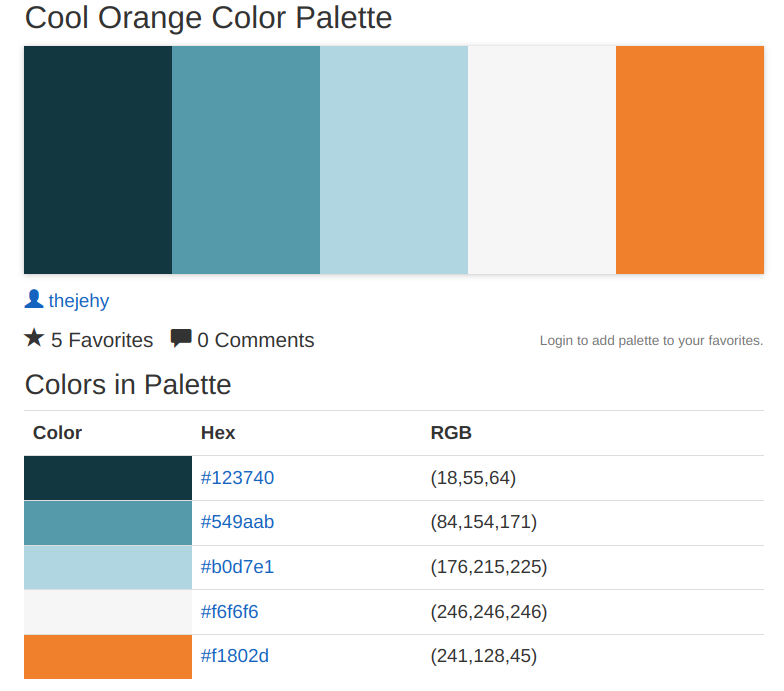 Cool Orange Color Palette
thejehy
5 Favorites 0 Comments Login to add palette to your favorites.
Colors in Palette
Color Hex RGB
#123740 (18,55,64)
#549aab (84,154,171)
#b0d7e1 (176,215,225)
#f6f6f6 (246,246,246)
#f1802d (241,128,45)